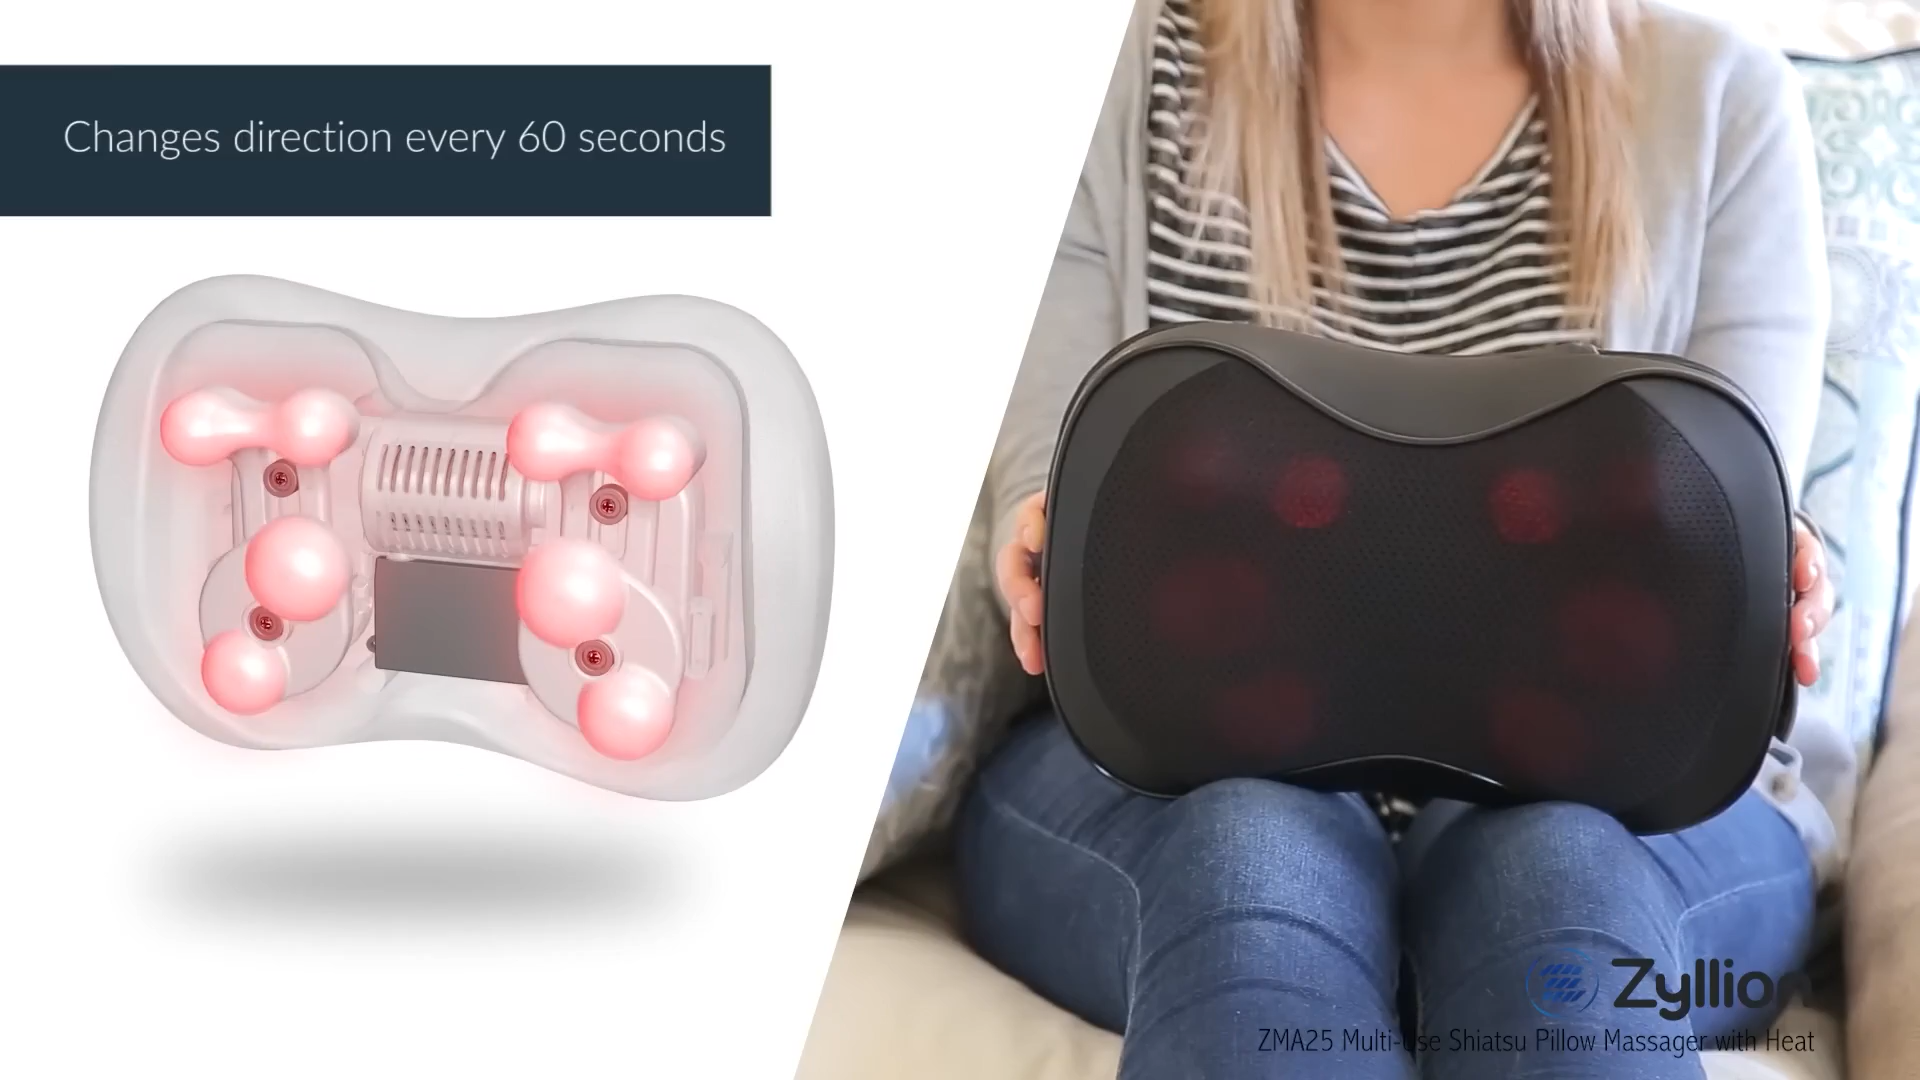 Changes direction every 60 seconds
Zyllion
ZMA25 Multi-Use Shiatsu Pillow Massager with Heat